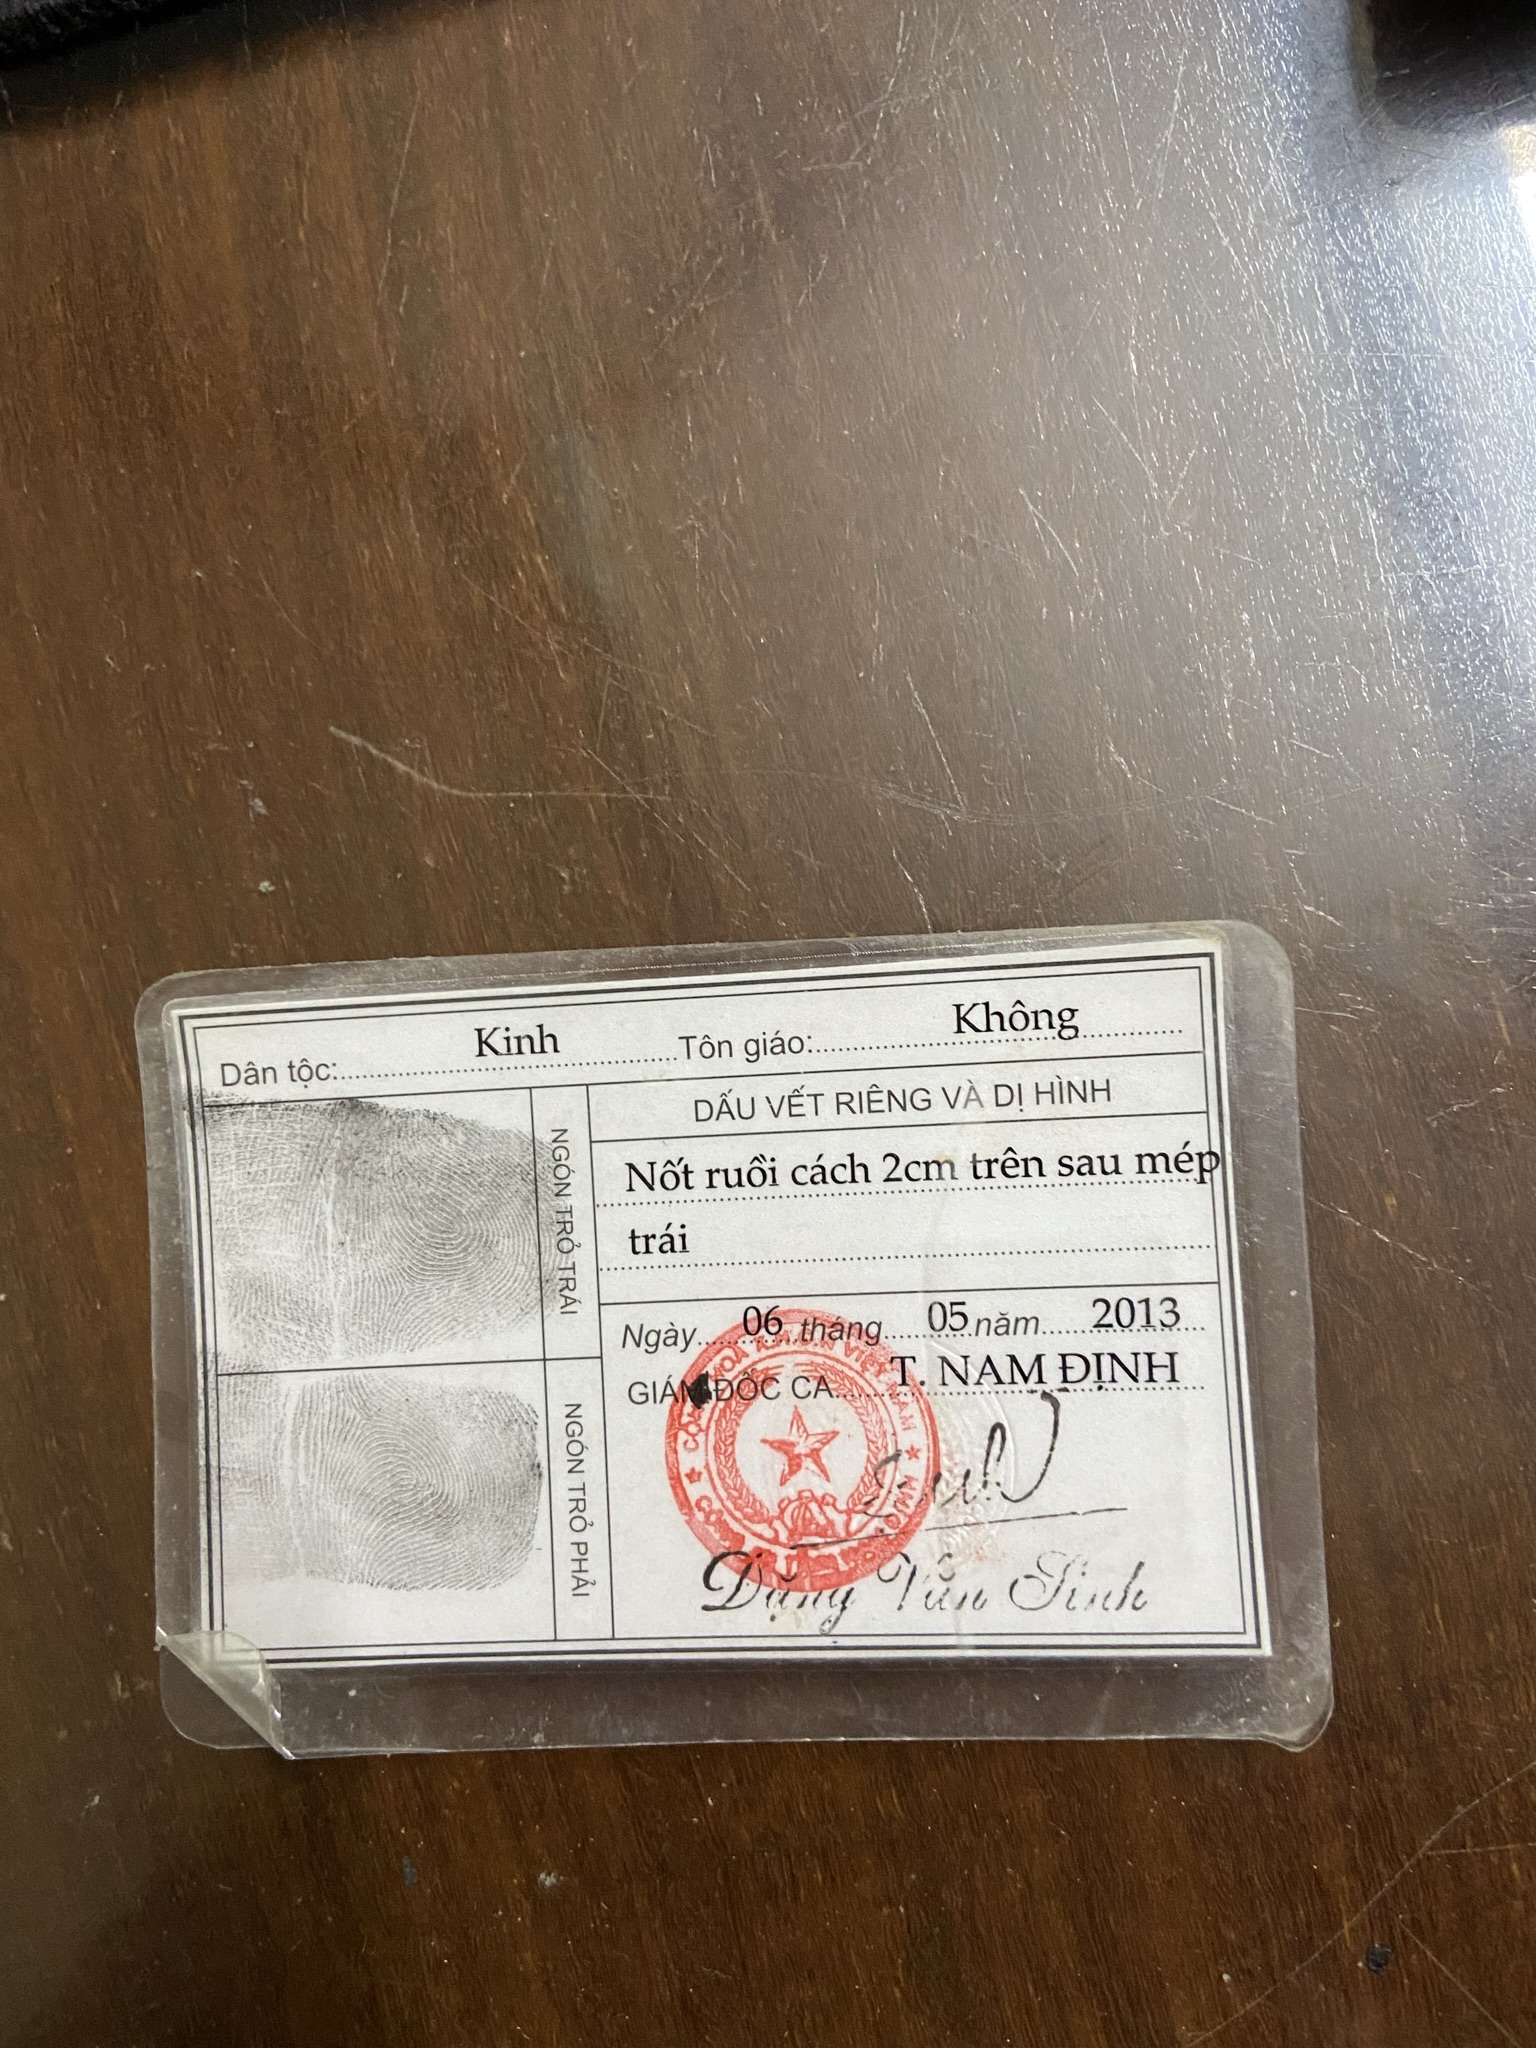 Dân tộc: Kinh Tôn giáo: Không
NGÓN TRỎ TRÁI
NGÓN TRỎ PHẢI
DẤU VẾT RIÊNG VÀ DỊ HÌNH
Nốt ruồi cách 2cm trên sau mép
trái
Ngày 06 tháng 05 năm 2013
GIÁM ĐỐC CA T. NAM ĐỊNH
Đặng Văn Sinh